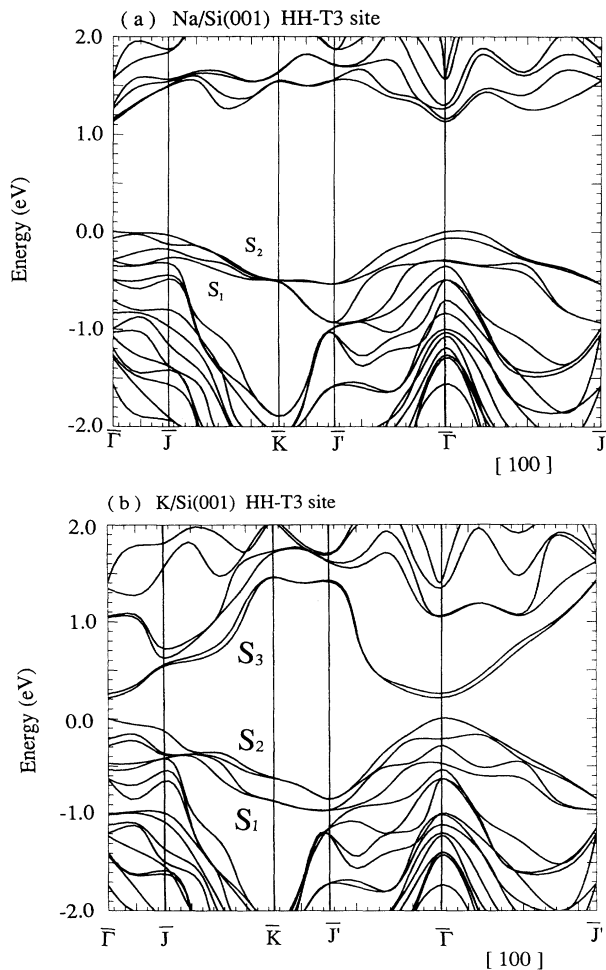 ( a ) Na/Si(001) HH-T3 site
2.0
1.0
0.0
-1.0
-2.0
Energy (eV)
S₂
S₁
Γ̄ J̄ K̄ J̄' Γ̄ J̄
[ 100 ]
( b ) K/Si(001) HH-T3 site
2.0
1.0
0.0
-1.0
-2.0
Energy (eV)
S₃
S₂
S₁
Γ̄ J̄ K̄ J̄' Γ̄ J̄'
[ 100 ]